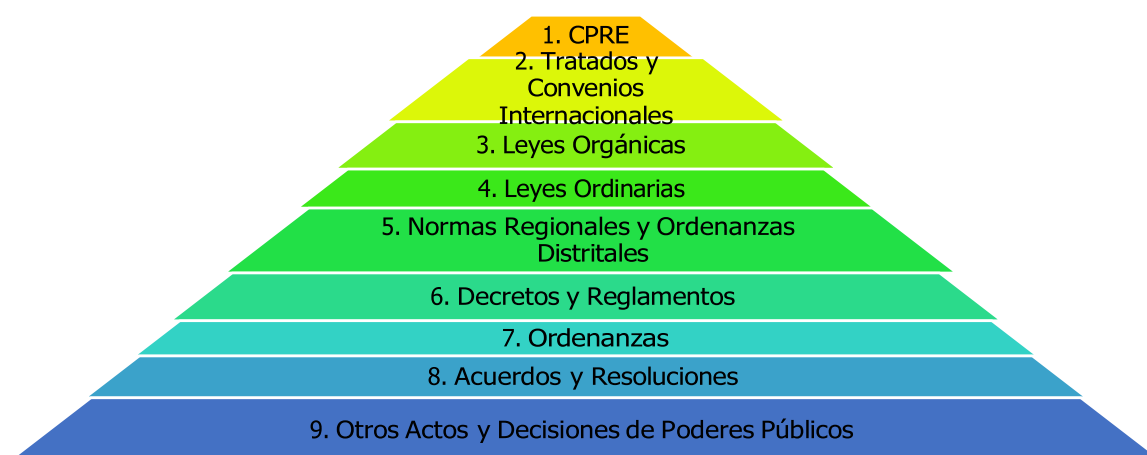 1. CPRE
2. Tratados y
Convenios
Internacionales
3. Leyes Orgánicas
4. Leyes Ordinarias
5. Normas Regionales y Ordenanzas
Distritales
6. Decretos y Reglamentos
7. Ordenanzas
8. Acuerdos y Resoluciones
9. Otros Actos y Decisiones de Poderes Públicos